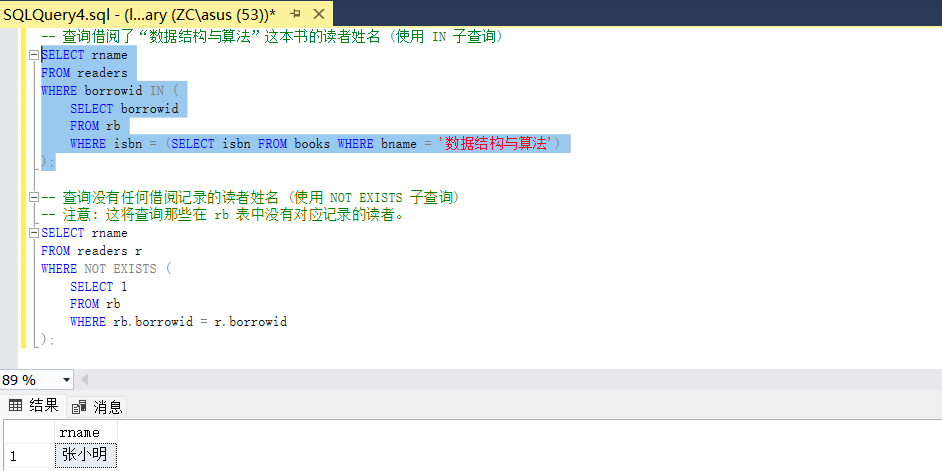 SQLQuery4.sql - (l...ary (ZC\asus (53))*
-- 查询借阅了“数据结构与算法”这本书的读者姓名 (使用 IN 子查询)
SELECT rname
FROM readers
WHERE borrowid IN (
SELECT borrowid
FROM rb
WHERE isbn = (SELECT isbn FROM books WHERE bname = '数据结构与算法')
);
-- 查询没有任何借阅记录的读者姓名 (使用 NOT EXISTS 子查询)
-- 注意: 这将查询那些在 rb 表中没有对应记录的读者。
SELECT rname
FROM readers r
WHERE NOT EXISTS (
SELECT 1
FROM rb
WHERE rb.borrowid = r.borrowid
);
89 %
结果 消息
rname
1 张小明